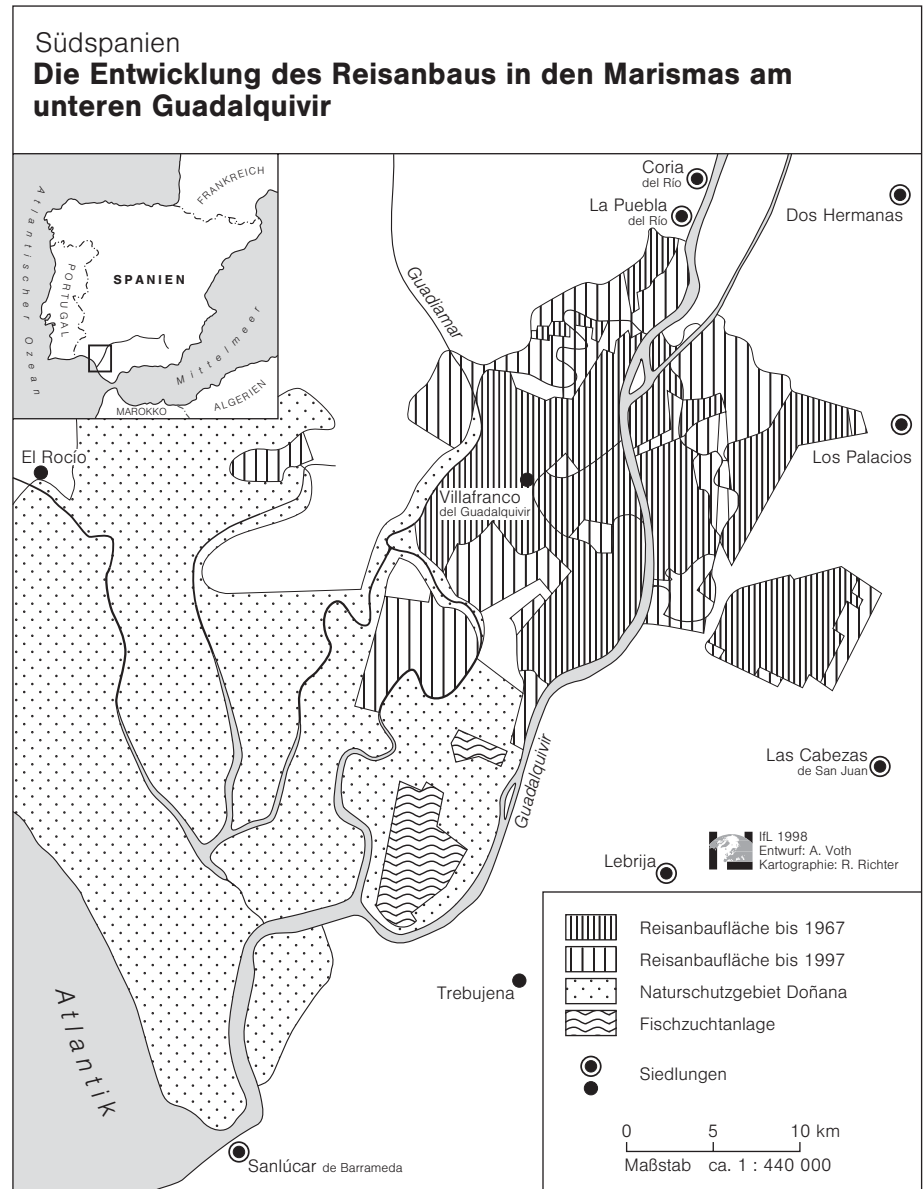 Südspanien
Die Entwicklung des Reisanbaus in den Marismas am
unteren Guadalquivir
Atlantischer Ozean
FRANKREICH
PORTUGAL
SPANIEN
Mittelmeer
MAROKKO
ALGERIEN
Coria
del Río
La Puebla
del Río
Dos Hermanas
Guadiamar
El Rocío
Los Palacios
Villafranco
del Guadalquivir
Guadalquivir
Las Cabezas
de San Juan
Lebrija
IfL 1998
Entwurf: A. Voth
Kartographie: R. Richter
Trebujena
Atlantik
Sanlúcar de Barrameda
Reisanbaufläche bis 1967
Reisanbaufläche bis 1997
Naturschutzgebiet Doñana
Fischzuchtanlage
Siedlungen
0 5 10 km
Maßstab ca. 1 : 440 000